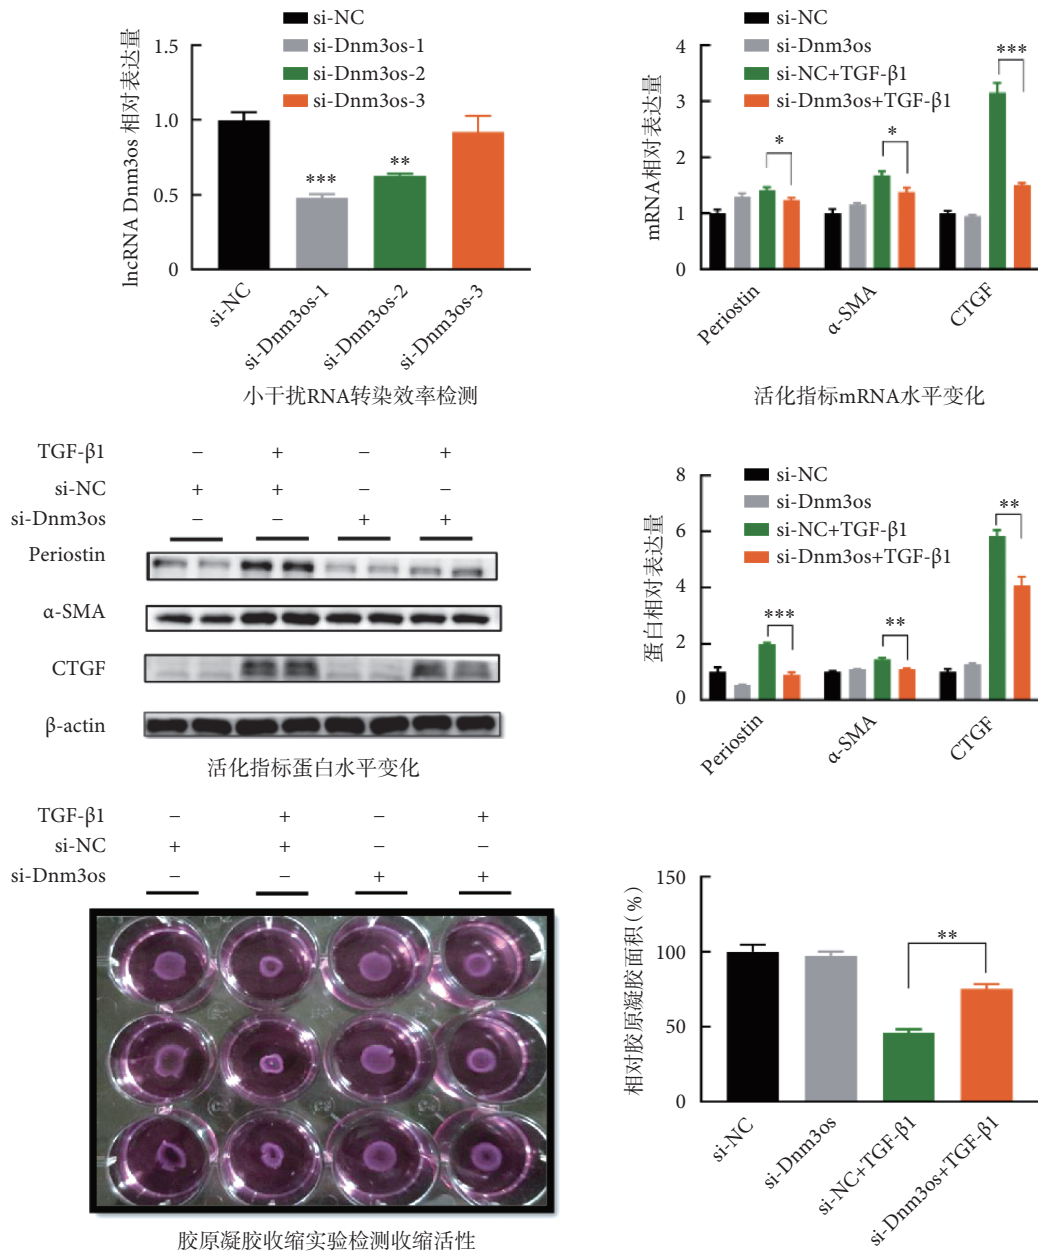 si-NC
si-Dnm3os-1
si-Dnm3os-2
si-Dnm3os-3
lncRNA Dnm3os 相对表达量
1.5
1.0
0.5
0
***
**
si-NC
si-Dnm3os-1
si-Dnm3os-2
si-Dnm3os-3
小干扰RNA转染效率检测
si-NC
si-Dnm3os
si-NC+TGF-β1
si-Dnm3os+TGF-β1
mRNA相对表达量
4
3
2
1
0
*
*
***
Periostin
α-SMA
CTGF
活化指标mRNA水平变化
TGF-β1 – + – +
si-NC + + – –
si-Dnm3os – – + +
Periostin
α-SMA
CTGF
β-actin
活化指标蛋白水平变化
si-NC
si-Dnm3os
si-NC+TGF-β1
si-Dnm3os+TGF-β1
蛋白相对表达量
8
6
4
2
0
***
**
**
Periostin
α-SMA
CTGF
TGF-β1 – + – +
si-NC + + – –
si-Dnm3os – – + +
胶原凝胶收缩实验检测收缩活性
相对胶原凝胶面积(%)
150
100
50
0
**
si-NC
si-Dnm3os
si-NC+TGF-β1
si-Dnm3os+TGF-β1